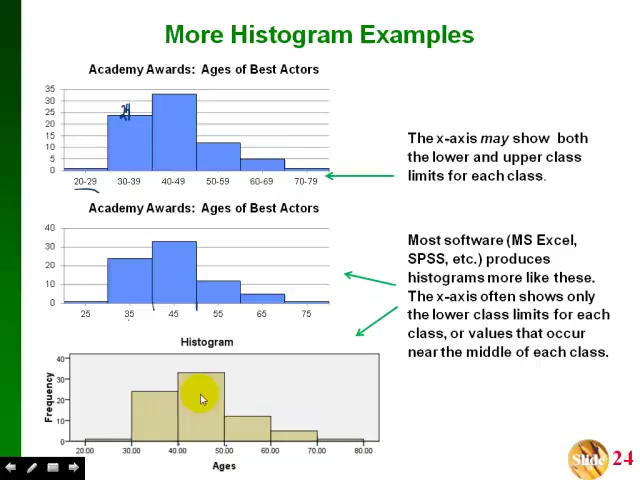 More Histogram Examples
Academy Awards: Ages of Best Actors
35
30
25
20
15
10
5
0
24
20-29 30-39 40-49 50-59 60-69 70-79
The x-axis may show both
the lower and upper class
limits for each class.
Academy Awards: Ages of Best Actors
40
30
20
10
0
25 35 45 55 65 75
Most software (MS Excel,
SPSS, etc.) produces
histograms more like these.
The x-axis often shows only
the lower class limits for each
class, or values that occur
near the middle of each class.
Histogram
Frequency
40
30
20
10
0
20.00 30.00 40.00 50.00 60.00 70.00 80.00
Ages
Slide 24